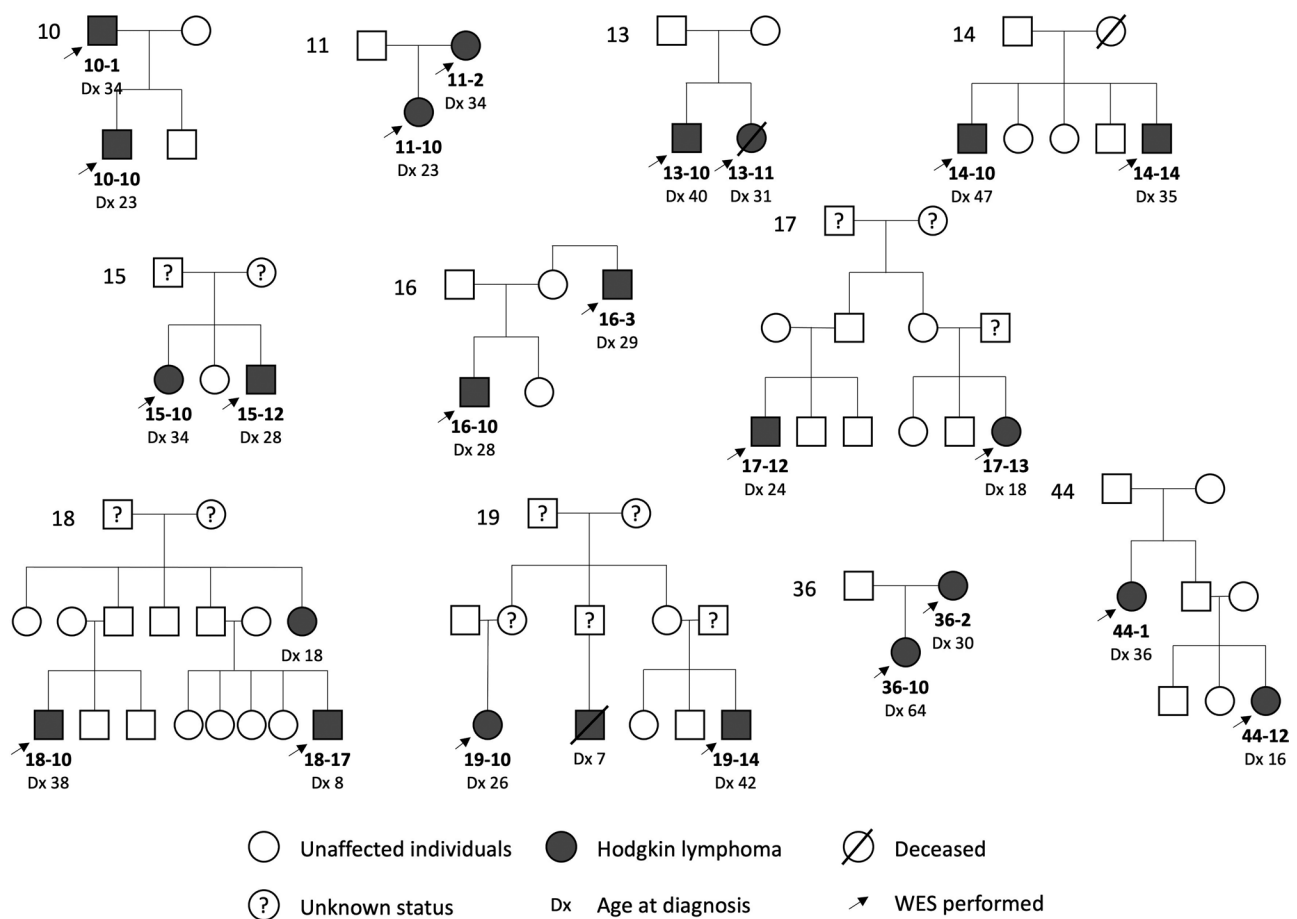 10
10-1
Dx 34
10-10
Dx 23
11
11-2
Dx 34
11-10
Dx 23
13
13-10
Dx 40
13-11
Dx 31
14
14-10
Dx 47
14-14
Dx 35
15
? ?
15-10
Dx 34
15-12
Dx 28
16
16-3
Dx 29
16-10
Dx 28
17
? ?
?
17-12
Dx 24
17-13
Dx 18
18
? ?
Dx 18
18-10
Dx 38
18-17
Dx 8
19
? ?
? ? ?
19-10
Dx 26
Dx 7
19-14
Dx 42
36
36-2
Dx 30
36-10
Dx 64
44
44-1
Dx 36
44-12
Dx 16
Unaffected individuals
Hodgkin lymphoma
Deceased
? Unknown status
Dx Age at diagnosis
WES performed